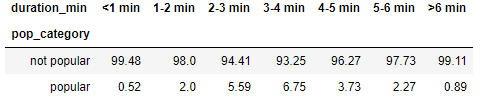 duration_min <1 min 1-2 min 2-3 min 3-4 min 4-5 min 5-6 min >6 min
pop_category
not popular 99.48 98.0 94.41 93.25 96.27 97.73 99.11
popular 0.52 2.0 5.59 6.75 3.73 2.27 0.89